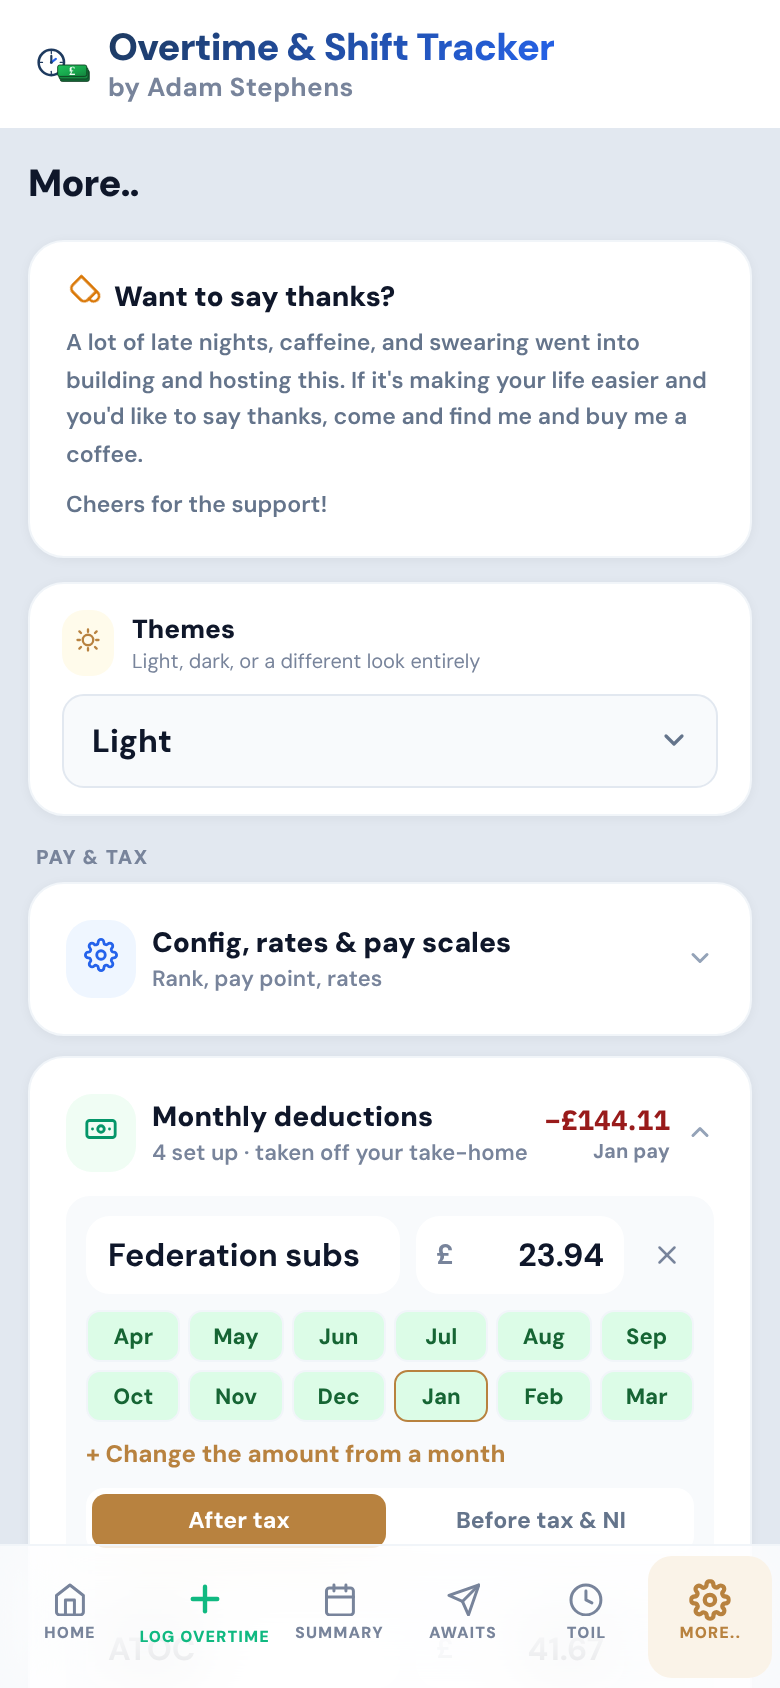 Overtime & Shift Tracker
by Adam Stephens
More..
Want to say thanks?
A lot of late nights, caffeine, and swearing went into
building and hosting this. If it's making your life easier and
you'd like to say thanks, come and find me and buy me a
coffee.
Cheers for the support!
Themes
Light, dark, or a different look entirely
Light
PAY & TAX
Config, rates & pay scales
Rank, pay point, rates
Monthly deductions
−£144.11
4 set up · taken off your take-home
Jan pay
Federation subs £ 23.94
Apr May Jun Jul Aug Sep
Oct Nov Dec Jan Feb Mar
+ Change the amount from a month
After tax Before tax & NI
HOME LOG OVERTIME SUMMARY AWAITS TOIL MORE..
ATOC £ 41.67